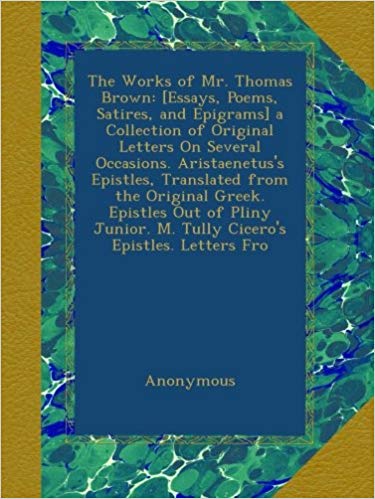 The Works of Mr. Thomas
Brown: [Essays, Poems,
Satires, and Epigrams] a
Collection of Original
Letters On Several
Occasions. Aristaenetus's
Epistles, Translated from
the Original Greek.
Epistles Out of Pliny
Junior. M. Tully Cicero's
Epistles. Letters Fro
Anonymous